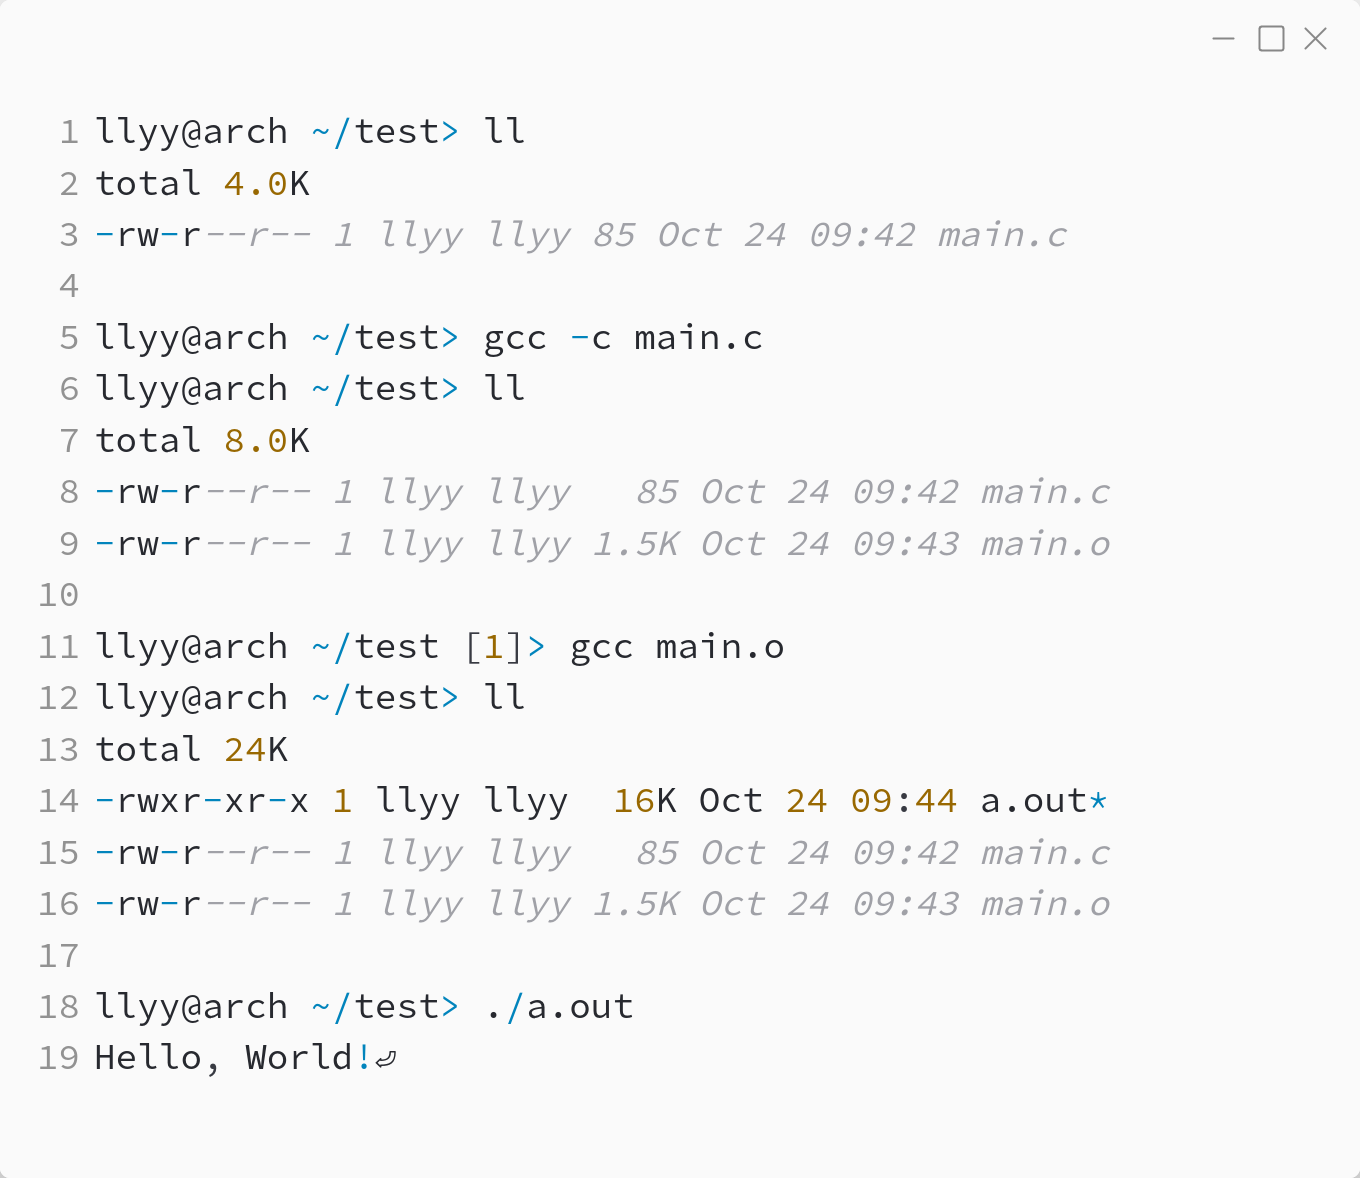 1 llyy@arch ~/test> ll
2 total 4.0K
3 -rw-r--r-- 1 llyy llyy 85 Oct 24 09:42 main.c
4
5 llyy@arch ~/test> gcc -c main.c
6 llyy@arch ~/test> ll
7 total 8.0K
8 -rw-r--r-- 1 llyy llyy   85 Oct 24 09:42 main.c
9 -rw-r--r-- 1 llyy llyy 1.5K Oct 24 09:43 main.o
10
11 llyy@arch ~/test [1]> gcc main.o
12 llyy@arch ~/test> ll
13 total 24K
14 -rwxr-xr-x 1 llyy llyy  16K Oct 24 09:44 a.out*
15 -rw-r--r-- 1 llyy llyy   85 Oct 24 09:42 main.c
16 -rw-r--r-- 1 llyy llyy 1.5K Oct 24 09:43 main.o
17
18 llyy@arch ~/test> ./a.out
19 Hello, World!⏎